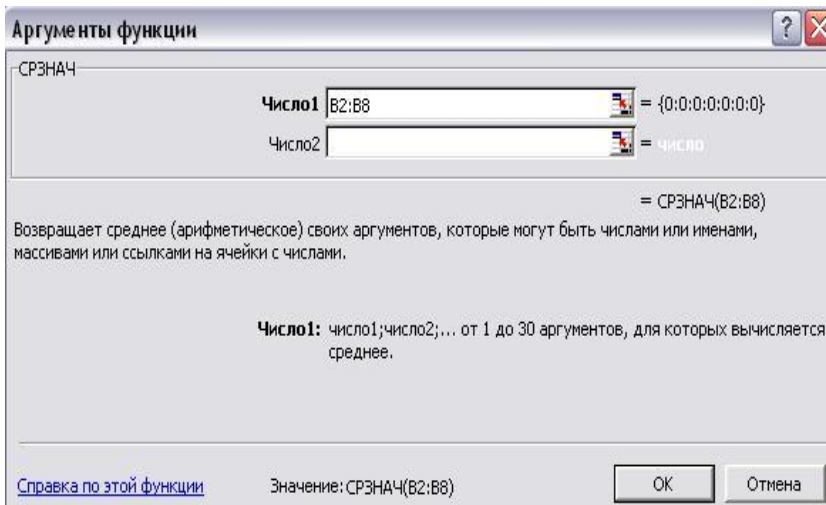 Аргументы функции
СРЗНАЧ
Число1 B2:B8 = {0:0:0:0:0:0:0}
Число2 = число
= СРЗНАЧ(B2:B8)
Возвращает среднее (арифметическое) своих аргументов, которые могут быть числами или именами,
массивами или ссылками на ячейки с числами.
Число1: число1;число2;... от 1 до 30 аргументов, для которых вычисляется
среднее.
Справка по этой функции Значение:СРЗНАЧ(B2:B8) ОК Отмена